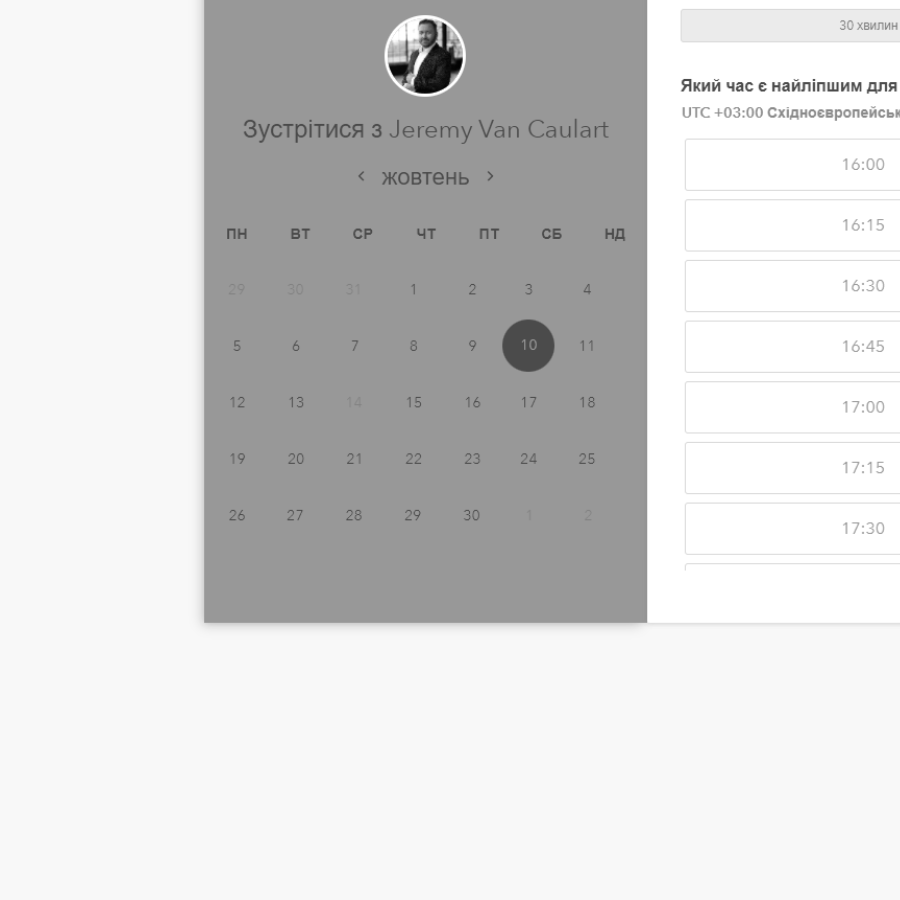 Зустрітися з Jeremy Van Caulart
жовтень
ПН ВТ СР ЧТ ПТ СБ НД
29 30 31 1 2 3 4
5 6 7 8 9 10 11
12 13 14 15 16 17 18
19 20 21 22 23 24 25
26 27 28 29 30 1 2
30 хвилин
Який час є найліпшим для
UTC +03:00 Східноєвропейськ
16:00
16:15
16:30
16:45
17:00
17:15
17:30